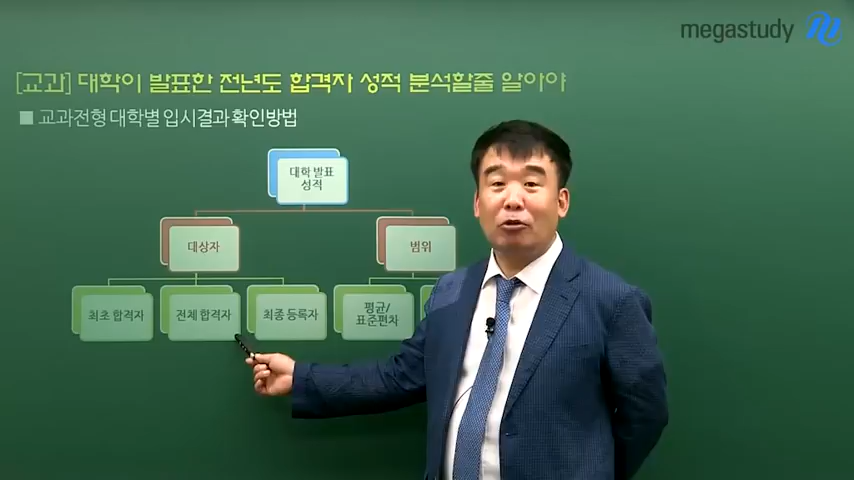 megastudy
[교과] 대학이 발표한 전년도 합격자 성적 분석할줄 알아야
■ 교과전형 대학별 입시결과 확인방법
대학 발표
성적
대상자
범위
최초 합격자
전체 합격자
최종 등록자
평균/
표준편차